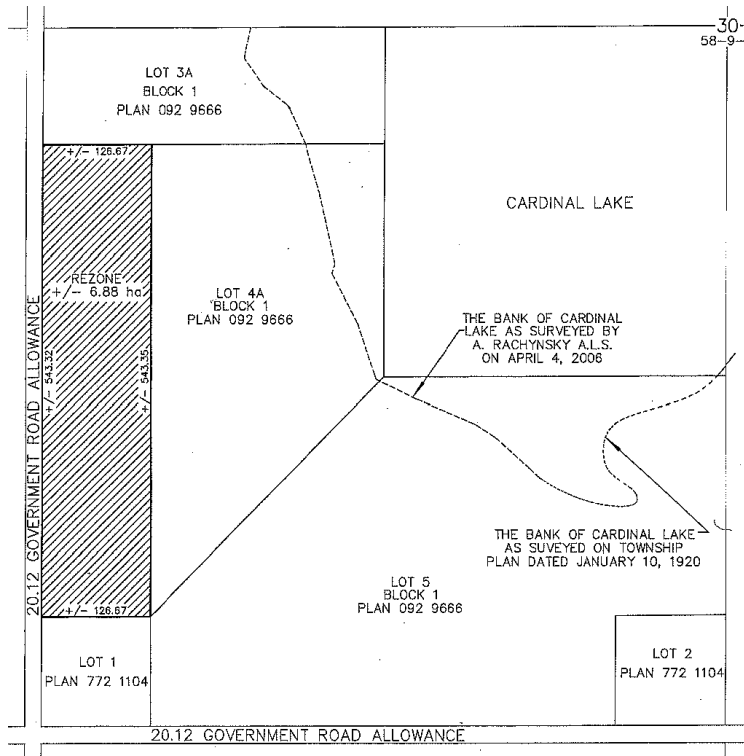 30
58-9-
LOT 3A
BLOCK 1
PLAN 092 9666
+/- 126.67
CARDINAL LAKE
REZONE
+/- 6.88 ha
LOT 4A
BLOCK 1
PLAN 092 9666
THE BANK OF CARDINAL
LAKE AS SURVEYED BY
A. RACHYNSKY A.L.S.
ON APRIL 4, 2006
+/- 543.32
+/- 543.35
20.12 GOVERNMENT ROAD ALLOWANCE
THE BANK OF CARDINAL LAKE
AS SUVEYED ON TOWNSHIP
PLAN DATED JANUARY 10, 1920
LOT 5
BLOCK 1
PLAN 092 9666
+/- 126.67
LOT 1
PLAN 772 1104
LOT 2
PLAN 772 1104
20.12 GOVERNMENT ROAD ALLOWANCE